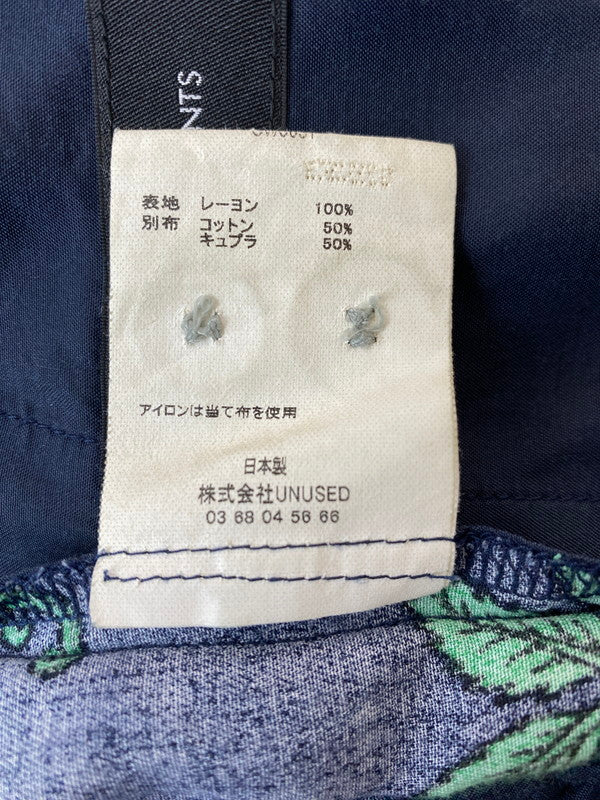 NTS
表地 レーヨン 100%
別布 コットン 50%
キュプラ 50%
アイロンは当て布を使用
日本製
株式会社UNUSED
03 68 04 56 66